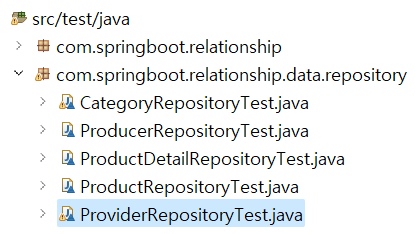 src/test/java
com.springboot.relationship
com.springboot.relationship.data.repository
CategoryRepositoryTest.java
ProducerRepositoryTest.java
ProductDetailRepositoryTest.java
ProductRepositoryTest.java
ProviderRepositoryTest.java